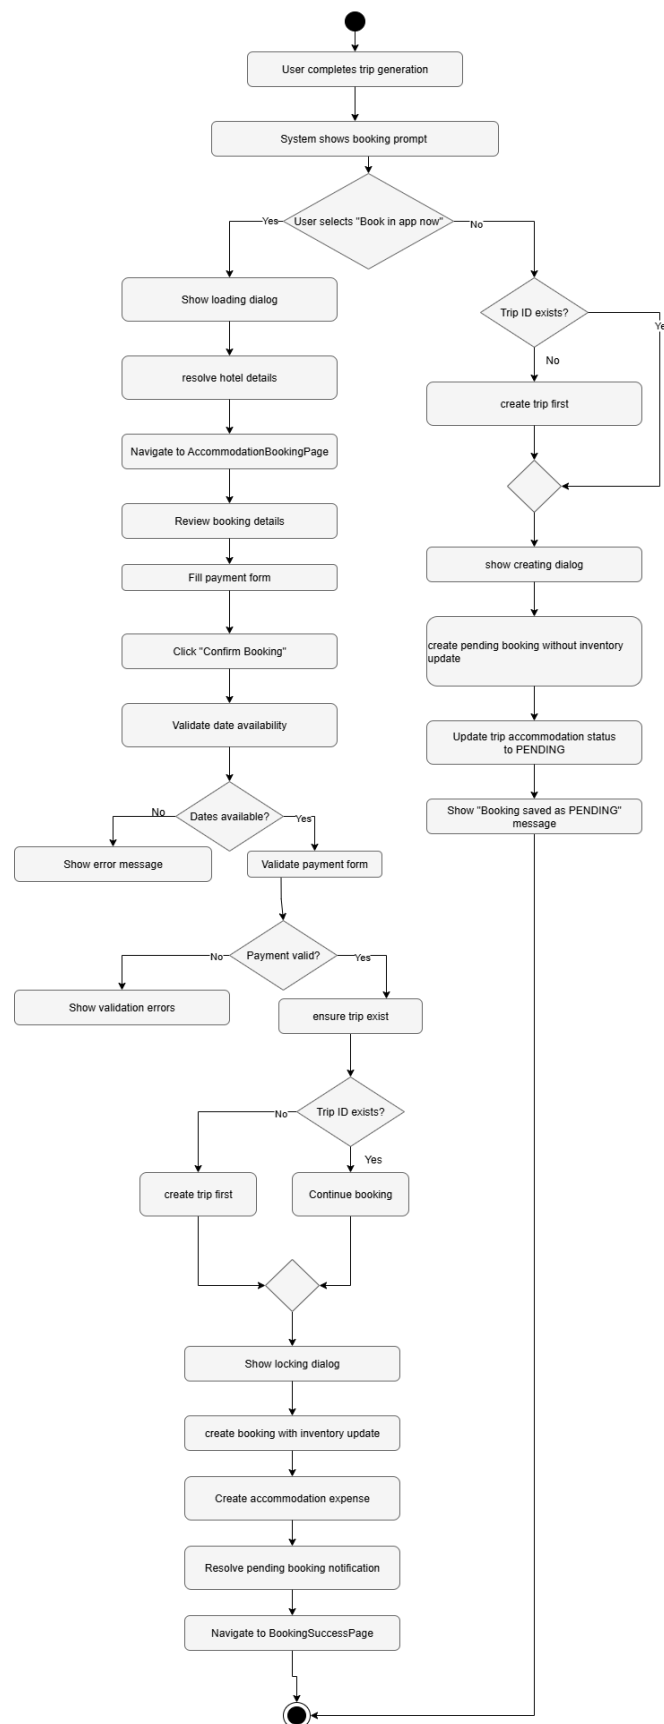 User completes trip generation
System shows booking prompt
User selects "Book in app now"
Yes
No
Show loading dialog
Trip ID exists?
Ye
resolve hotel details
No
create trip first
Navigate to AccommodationBookingPage
Review booking details
show creating dialog
Fill payment form
Click "Confirm Booking"
create pending booking without inventory
update
Validate date availability
Update trip accommodation status
to PENDING
Dates available?
No
Yes
Show "Booking saved as PENDING"
message
Show error message
Validate payment form
Payment valid?
No
Yes
Show validation errors
ensure trip exist
Trip ID exists?
No
Yes
create trip first
Continue booking
Show locking dialog
create booking with inventory update
Create accommodation expense
Resolve pending booking notification
Navigate to BookingSuccessPage